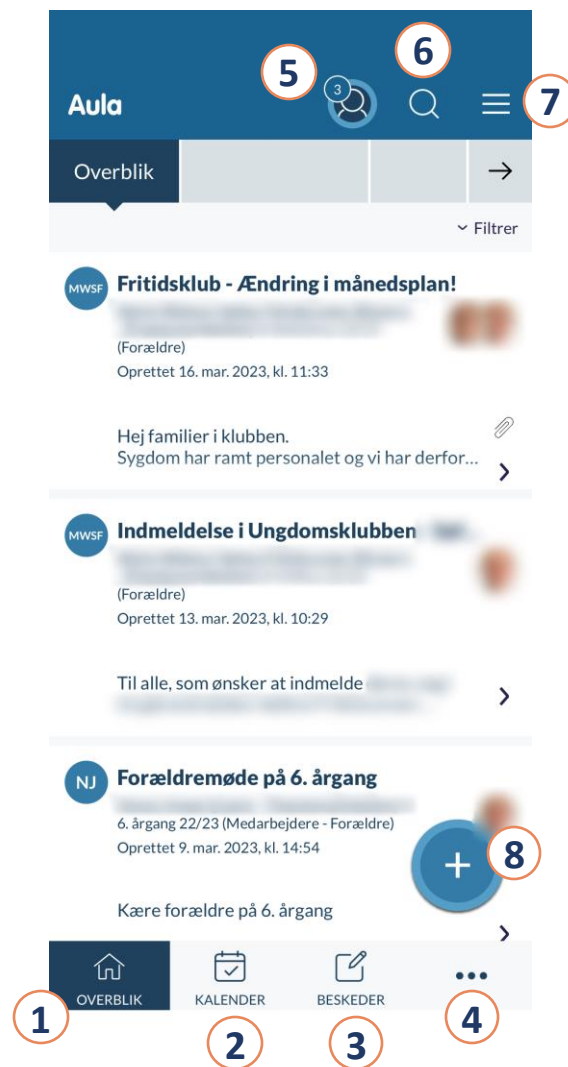 6
5
3
7
Aula
Overblik
Filtrer
MWSF
Fritidsklub - Ændring i månedsplan!
(Forældre)
Oprettet 16. mar. 2023, kl. 11:33
Hej familier i klubben.
Sygdom har ramt personalet og vi har derfor...
MWSF
Indmeldelse i Ungdomsklubben
(Forældre)
Oprettet 13. mar. 2023, kl. 10:29
Til alle, som ønsker at indmelde
NJ
Forældremøde på 6. årgang
6. årgang 22/23 (Medarbejdere - Forældre)
Oprettet 9. mar. 2023, kl. 14:54
8
Kære forældre på 6. årgang
OVERBLIK
KALENDER
BESKEDER
1
2
3
4